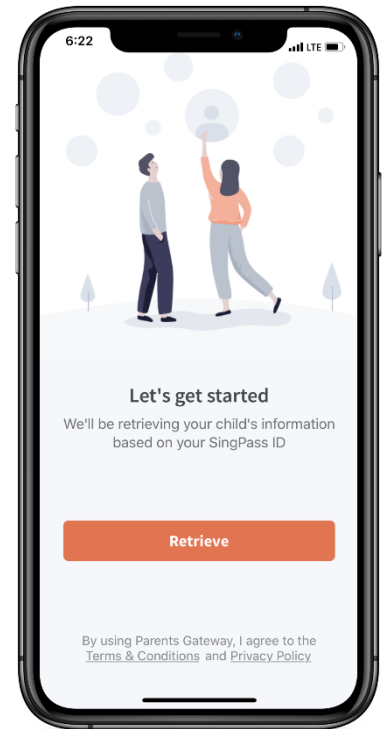 6:22
LTE
Let's get started
We'll be retrieving your child's information
based on your SingPass ID
Retrieve
By using Parents Gateway, I agree to the
Terms & Conditions and Privacy Policy